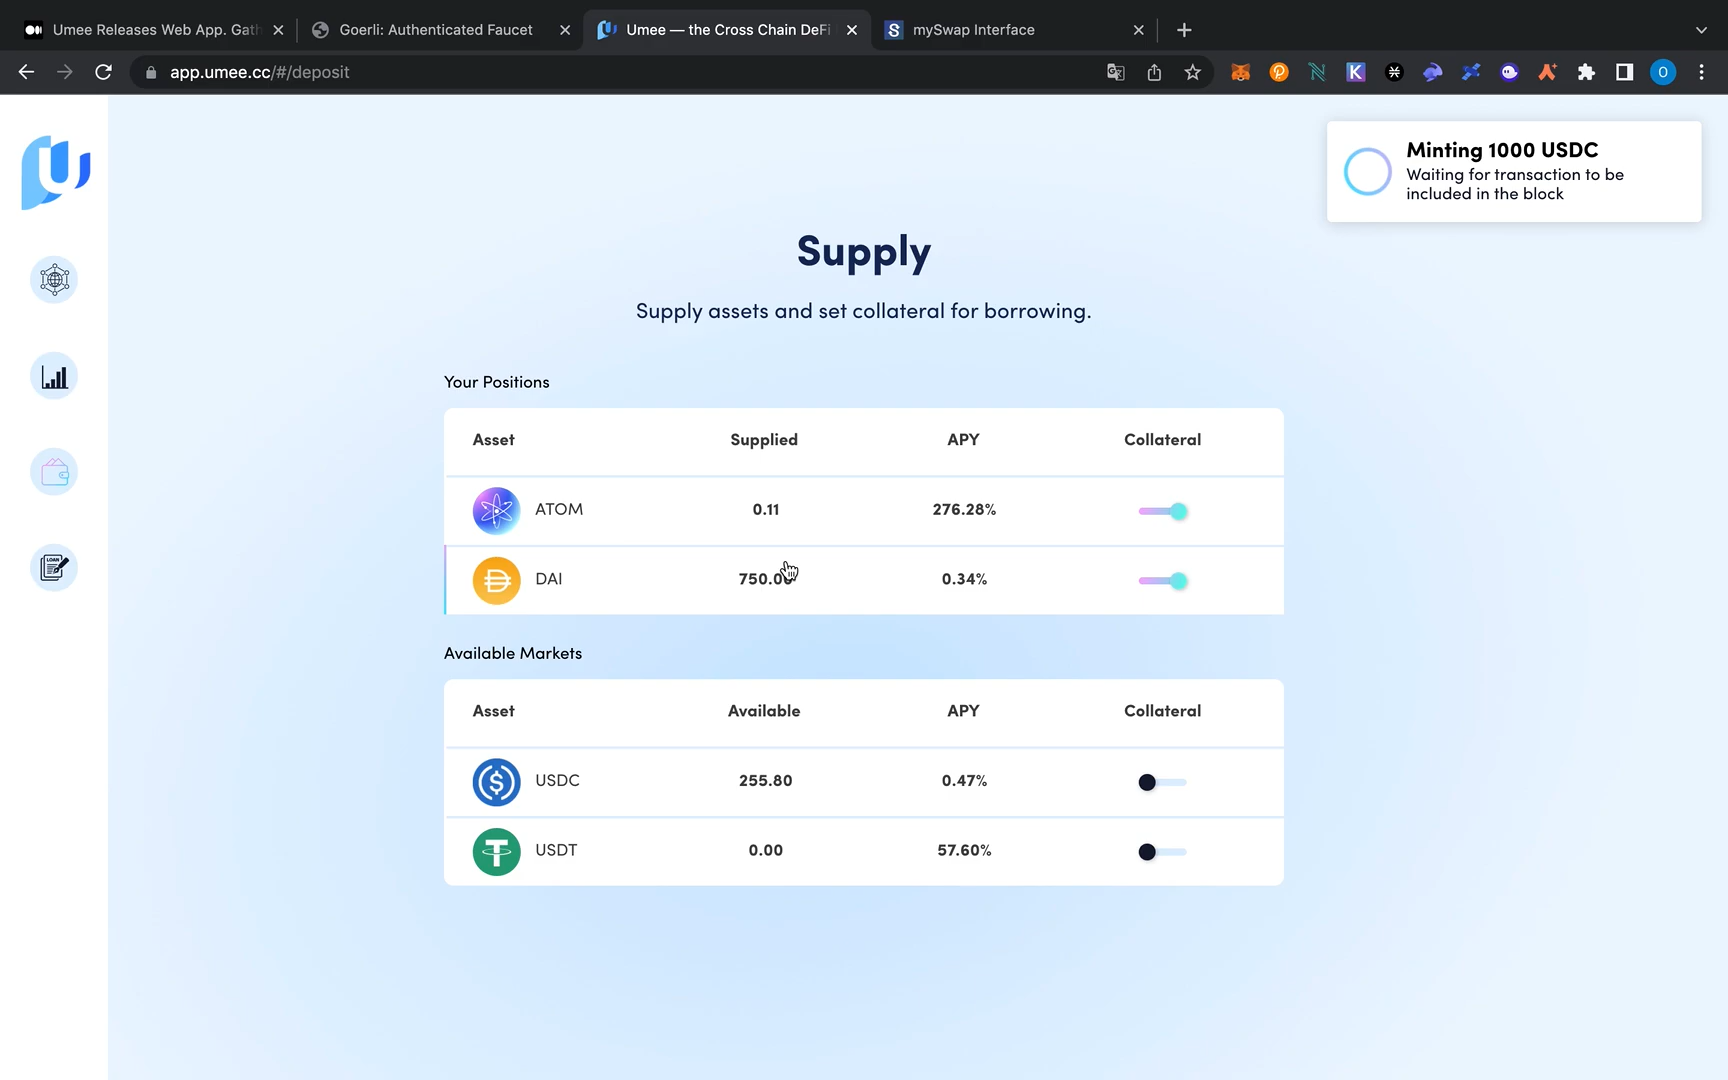 Umee Releases Web App. Gath
Goerli: Authenticated Faucet
Umee — the Cross Chain DeFi
mySwap Interface
app.umee.cc/#/deposit
Minting 1000 USDC
Waiting for transaction to be
included in the block
Supply
Supply assets and set collateral for borrowing.
Your Positions
Asset Supplied APY Collateral
ATOM 0.11 276.28%
DAI 750.00 0.34%
Available Markets
Asset Available APY Collateral
USDC 255.80 0.47%
USDT 0.00 57.60%
LOAN